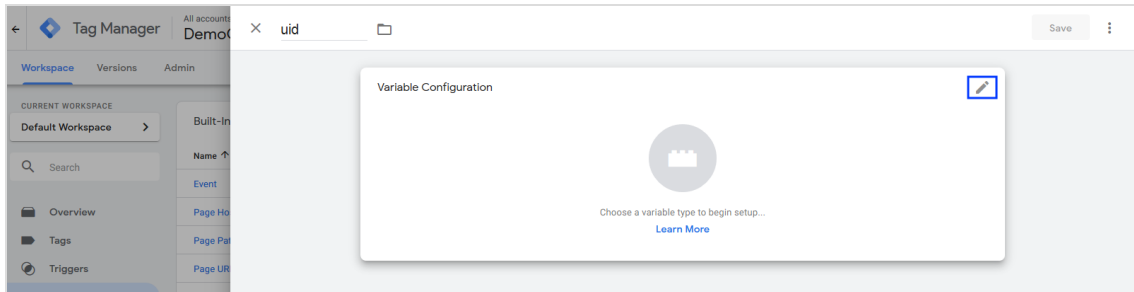 Tag Manager
All accounts
Demo
uid
Save
Workspace Versions Admin
Variable Configuration
CURRENT WORKSPACE
Default Workspace
Built-In
Search
Name ↑
Event
Choose a variable type to begin setup...
Learn More
Overview
Page Ho
Tags
Page Pat
Triggers
Page UR